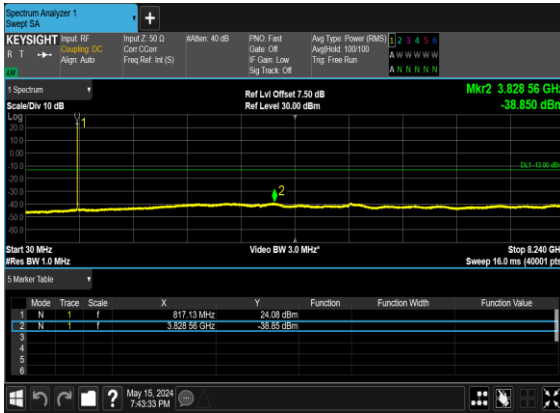 Spectrum Analyzer 1
Swept SA
+
KEYSIGHT Input: RF Input Z: 50 Ω #Atten: 40 dB PNO: Fast Avg Type: Power (RMS) 1 2 3 4 5 6
R T Coupling: DC Corr CCorr Gate: Off Avg|Hold: 100/100 A W W W W W
Align: Auto Freq Ref: Int (S) IF Gain: Low Trig: Free Run
Sig Track: Off A N N N N N
1 Spectrum Ref Lvl Offset 7.50 dB Mkr2 3.828 56 GHz
Scale/Div 10 dB Ref Level 30.00 dBm -38.850 dBm
Log
20.0
10.0
0.00
-10.0
-20.0
-30.0
-40.0
-50.0
-60.0
1
2
DL1 -13.00 dBm
Start 30 MHz Video BW 3.0 MHz* Stop 8.240 GHz
#Res BW 1.0 MHz Sweep 16.0 ms (40001 pts)
5 Marker Table
Mode Trace Scale X Y Function Function Width Function Value
1 N 1 f 817.13 MHz 24.08 dBm
2 N 1 f 3.828 56 GHz -38.85 dBm
3
4
5
6
? May 15, 2024
7:43:33 PM